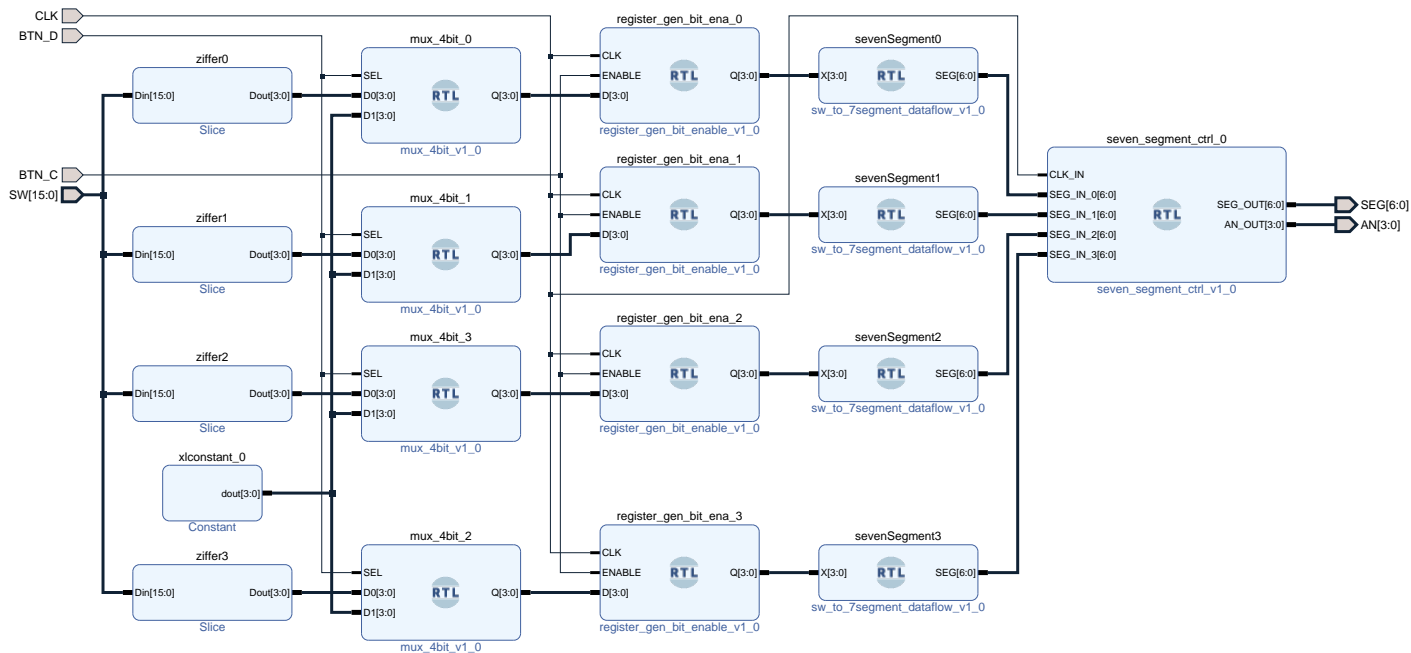 CLK
BTN_D
BTN_C
SW[15:0]
ziffer0
Din[15:0]
Dout[3:0]
Slice
ziffer1
Din[15:0]
Dout[3:0]
Slice
ziffer2
Din[15:0]
Dout[3:0]
Slice
xlconstant_0
dout[3:0]
Constant
ziffer3
Din[15:0]
Dout[3:0]
Slice
mux_4bit_0
SEL
D0[3:0]
D1[3:0]
RTL
Q[3:0]
mux_4bit_v1_0
mux_4bit_1
SEL
D0[3:0]
D1[3:0]
RTL
Q[3:0]
mux_4bit_v1_0
mux_4bit_3
SEL
D0[3:0]
D1[3:0]
RTL
Q[3:0]
mux_4bit_v1_0
mux_4bit_2
SEL
D0[3:0]
D1[3:0]
RTL
Q[3:0]
mux_4bit_v1_0
register_gen_bit_ena_0
CLK
ENABLE
D[3:0]
RTL
Q[3:0]
register_gen_bit_enable_v1_0
register_gen_bit_ena_1
CLK
ENABLE
D[3:0]
RTL
Q[3:0]
register_gen_bit_enable_v1_0
register_gen_bit_ena_2
CLK
ENABLE
D[3:0]
RTL
Q[3:0]
register_gen_bit_enable_v1_0
register_gen_bit_ena_3
CLK
ENABLE
D[3:0]
RTL
Q[3:0]
register_gen_bit_enable_v1_0
sevenSegment0
X[3:0]
RTL
SEG[6:0]
sw_to_7segment_dataflow_v1_0
sevenSegment1
X[3:0]
RTL
SEG[6:0]
sw_to_7segment_dataflow_v1_0
sevenSegment2
X[3:0]
RTL
SEG[6:0]
sw_to_7segment_dataflow_v1_0
sevenSegment3
X[3:0]
RTL
SEG[6:0]
sw_to_7segment_dataflow_v1_0
seven_segment_ctrl_0
CLK_IN
SEG_IN_0[6:0]
SEG_IN_1[6:0]
SEG_IN_2[6:0]
SEG_IN_3[6:0]
RTL
SEG_OUT[6:0]
AN_OUT[3:0]
seven_segment_ctrl_v1_0
SEG[6:0]
AN[3:0]